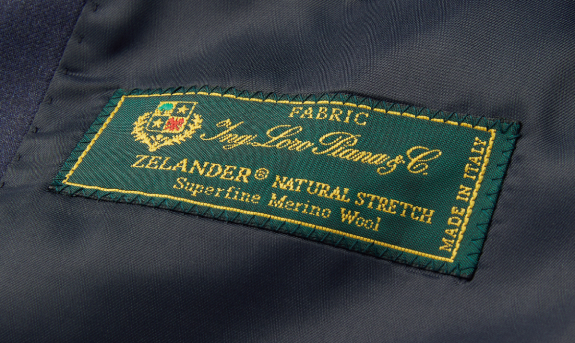 FABRIC
Ing Loro Piana & C.
ZELANDER® NATURAL STRETCH
Superfine Merino Wool
MADE IN ITALY